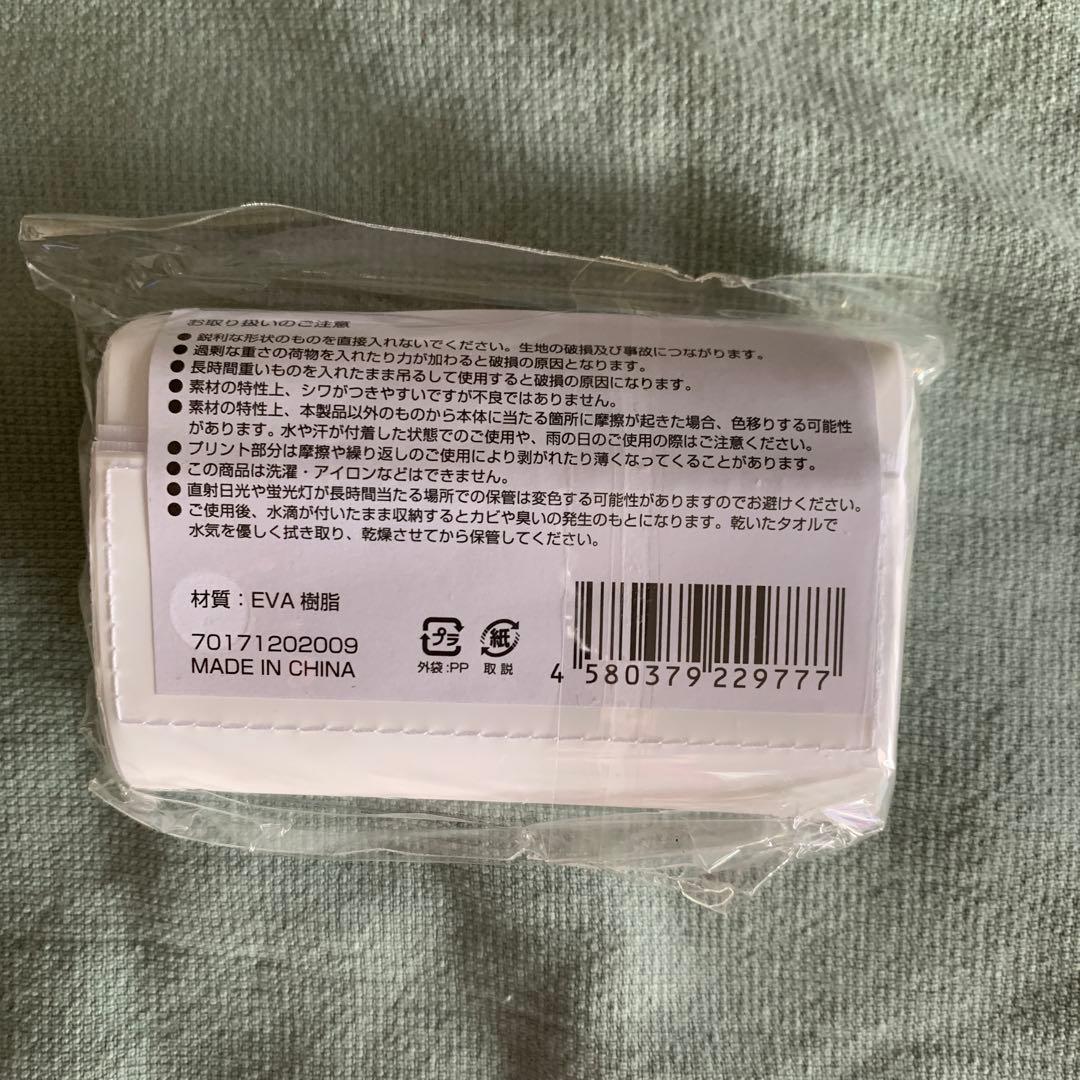 お取り扱いのご注意
● 鋭利な形状のものを直接入れないでください。生地の破損及び事故につながります。
● 過剰な重さの荷物を入れたり力が加わると破損の原因となります。
● 長時間重いものを入れたまま吊るして使用すると破損の原因になります。
● 素材の特性上、シワがつきやすいですが不良ではありません。
● 素材の特性上、本製品以外のものから本体に当たる箇所に摩擦が起きた場合、色移りする可能性
があります。水や汗が付着した状態でのご使用や、雨の日のご使用の際はご注意ください。
● プリント部分は摩擦や繰り返しのご使用により剥がれたり薄くなってくることがあります。
● この商品は洗濯・アイロンなどはできません。
● 直射日光や蛍光灯が長時間当たる場所での保管は変色する可能性がありますのでお避けください。
● ご使用後、水滴が付いたまま収納するとカビや臭いの発生のもとになります。乾いたタオルで
水気を優しく拭き取り、乾燥させてから保管してください。
材質：EVA 樹脂
70171202009
MADE IN CHINA
プラ
外袋:PP
紙
取説
4 580379 229777